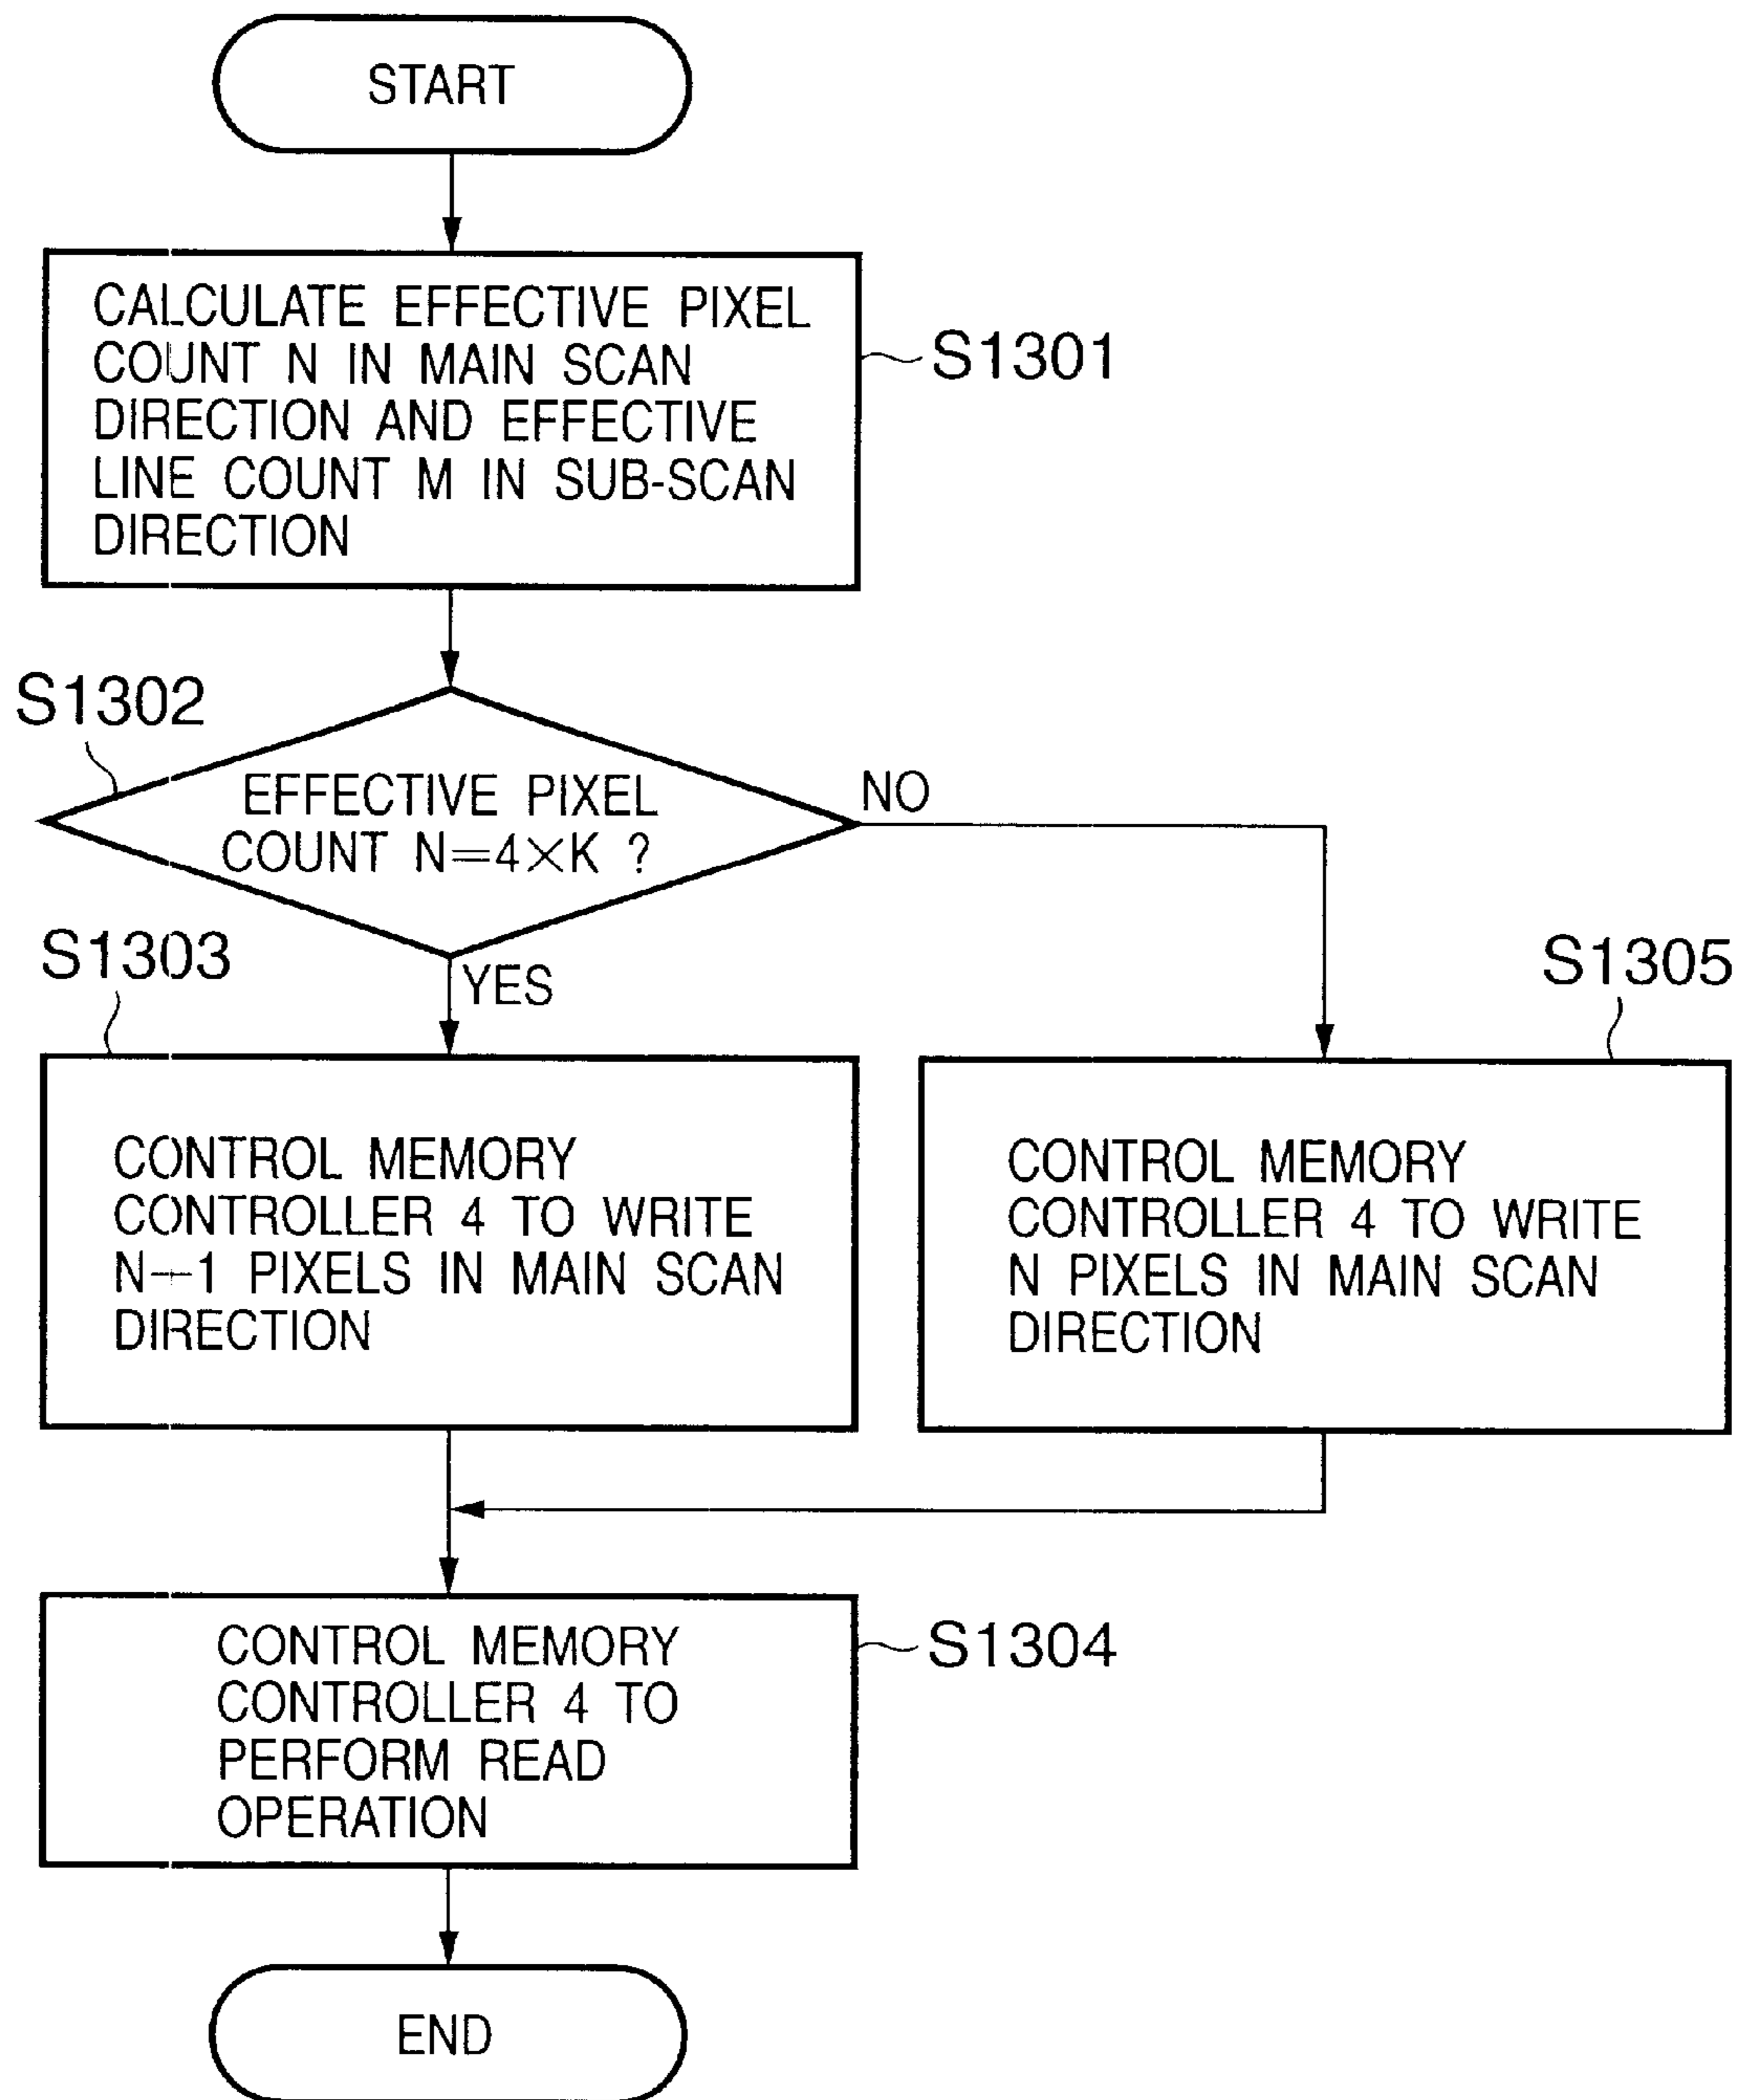 START
CALCULATE EFFECTIVE PIXEL
COUNT N IN MAIN SCAN
DIRECTION AND EFFECTIVE
LINE COUNT M IN SUB-SCAN
DIRECTION
S1301
S1302
EFFECTIVE PIXEL
COUNT N=4×K ?
NO
YES
S1303
CONTROL MEMORY
CONTROLLER 4 TO WRITE
N+1 PIXELS IN MAIN SCAN
DIRECTION
S1305
CONTROL MEMORY
CONTROLLER 4 TO WRITE
N PIXELS IN MAIN SCAN
DIRECTION
CONTROL MEMORY
CONTROLLER 4 TO
PERFORM READ
OPERATION
S1304
END